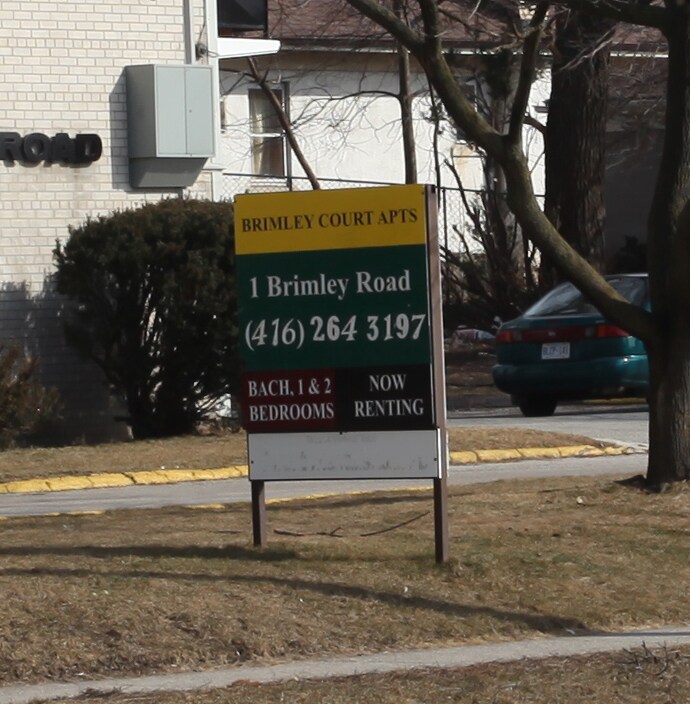 ROAD
BRIMLEY COURT APTS
1 Brimley Road
(416) 264 3197
BACH, 1 & 2
BEDROOMS
NOW
RENTING